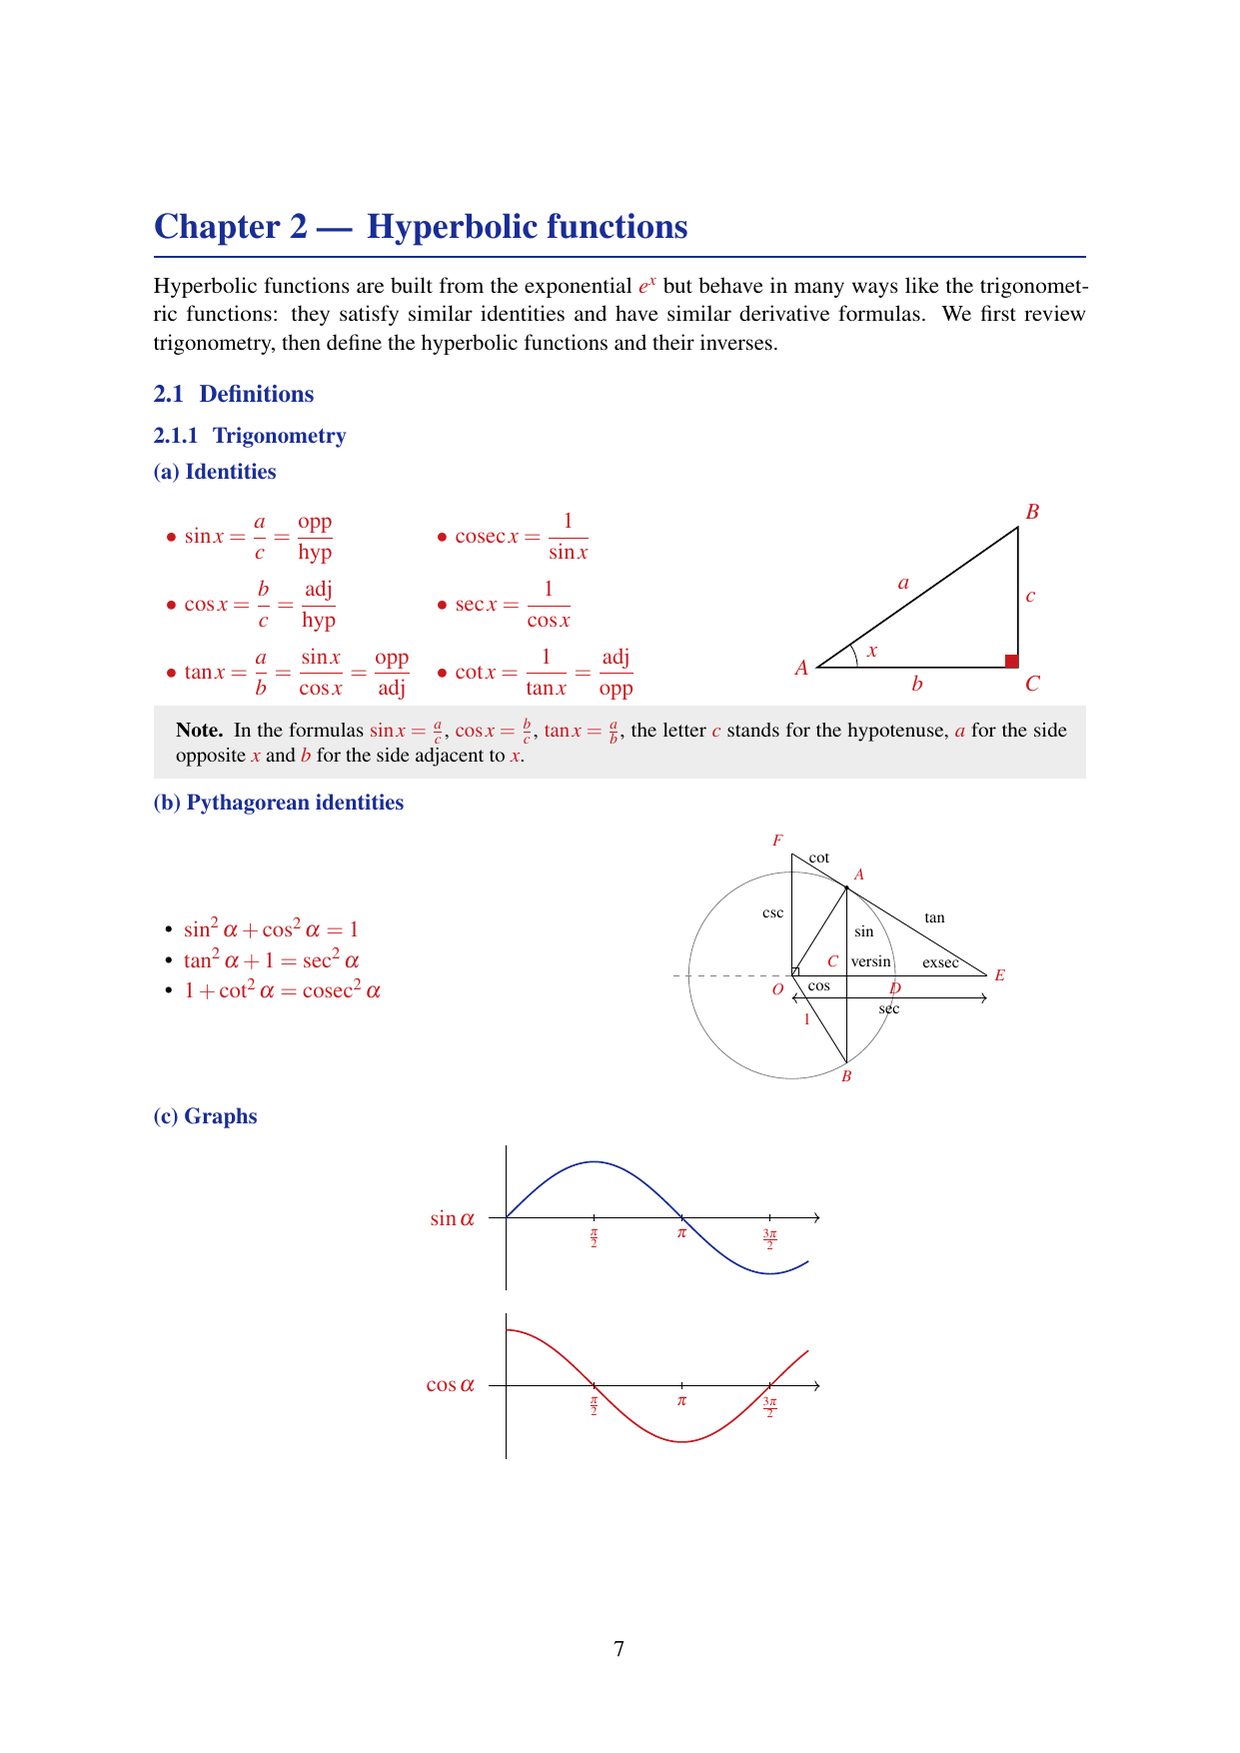 Chapter 2 — Hyperbolic functions
Hyperbolic functions are built from the exponential e^x but behave in many ways like the trigonomet-
ric functions: they satisfy similar identities and have similar derivative formulas. We first review
trigonometry, then define the hyperbolic functions and their inverses.
2.1 Definitions
2.1.1 Trigonometry
(a) Identities
• sin x = a/c = opp/hyp
• cosec x = 1/sin x
• cos x = b/c = adj/hyp
• sec x = 1/cos x
• tan x = a/b = sin x/cos x = opp/adj
• cot x = 1/tan x = adj/opp
B
a
c
x
A
b
C
Note. In the formulas sin x = a/c, cos x = b/c, tan x = a/b, the letter c stands for the hypotenuse, a for the side
opposite x and b for the side adjacent to x.
(b) Pythagorean identities
• sin² α + cos² α = 1
• tan² α + 1 = sec² α
• 1 + cot² α = cosec² α
F
cot
A
csc
tan
sin
C
versin
exsec
E
O
cos
D
sec
1
B
(c) Graphs
sin α
π/2
π
3π/2
cos α
π/2
π
3π/2
7